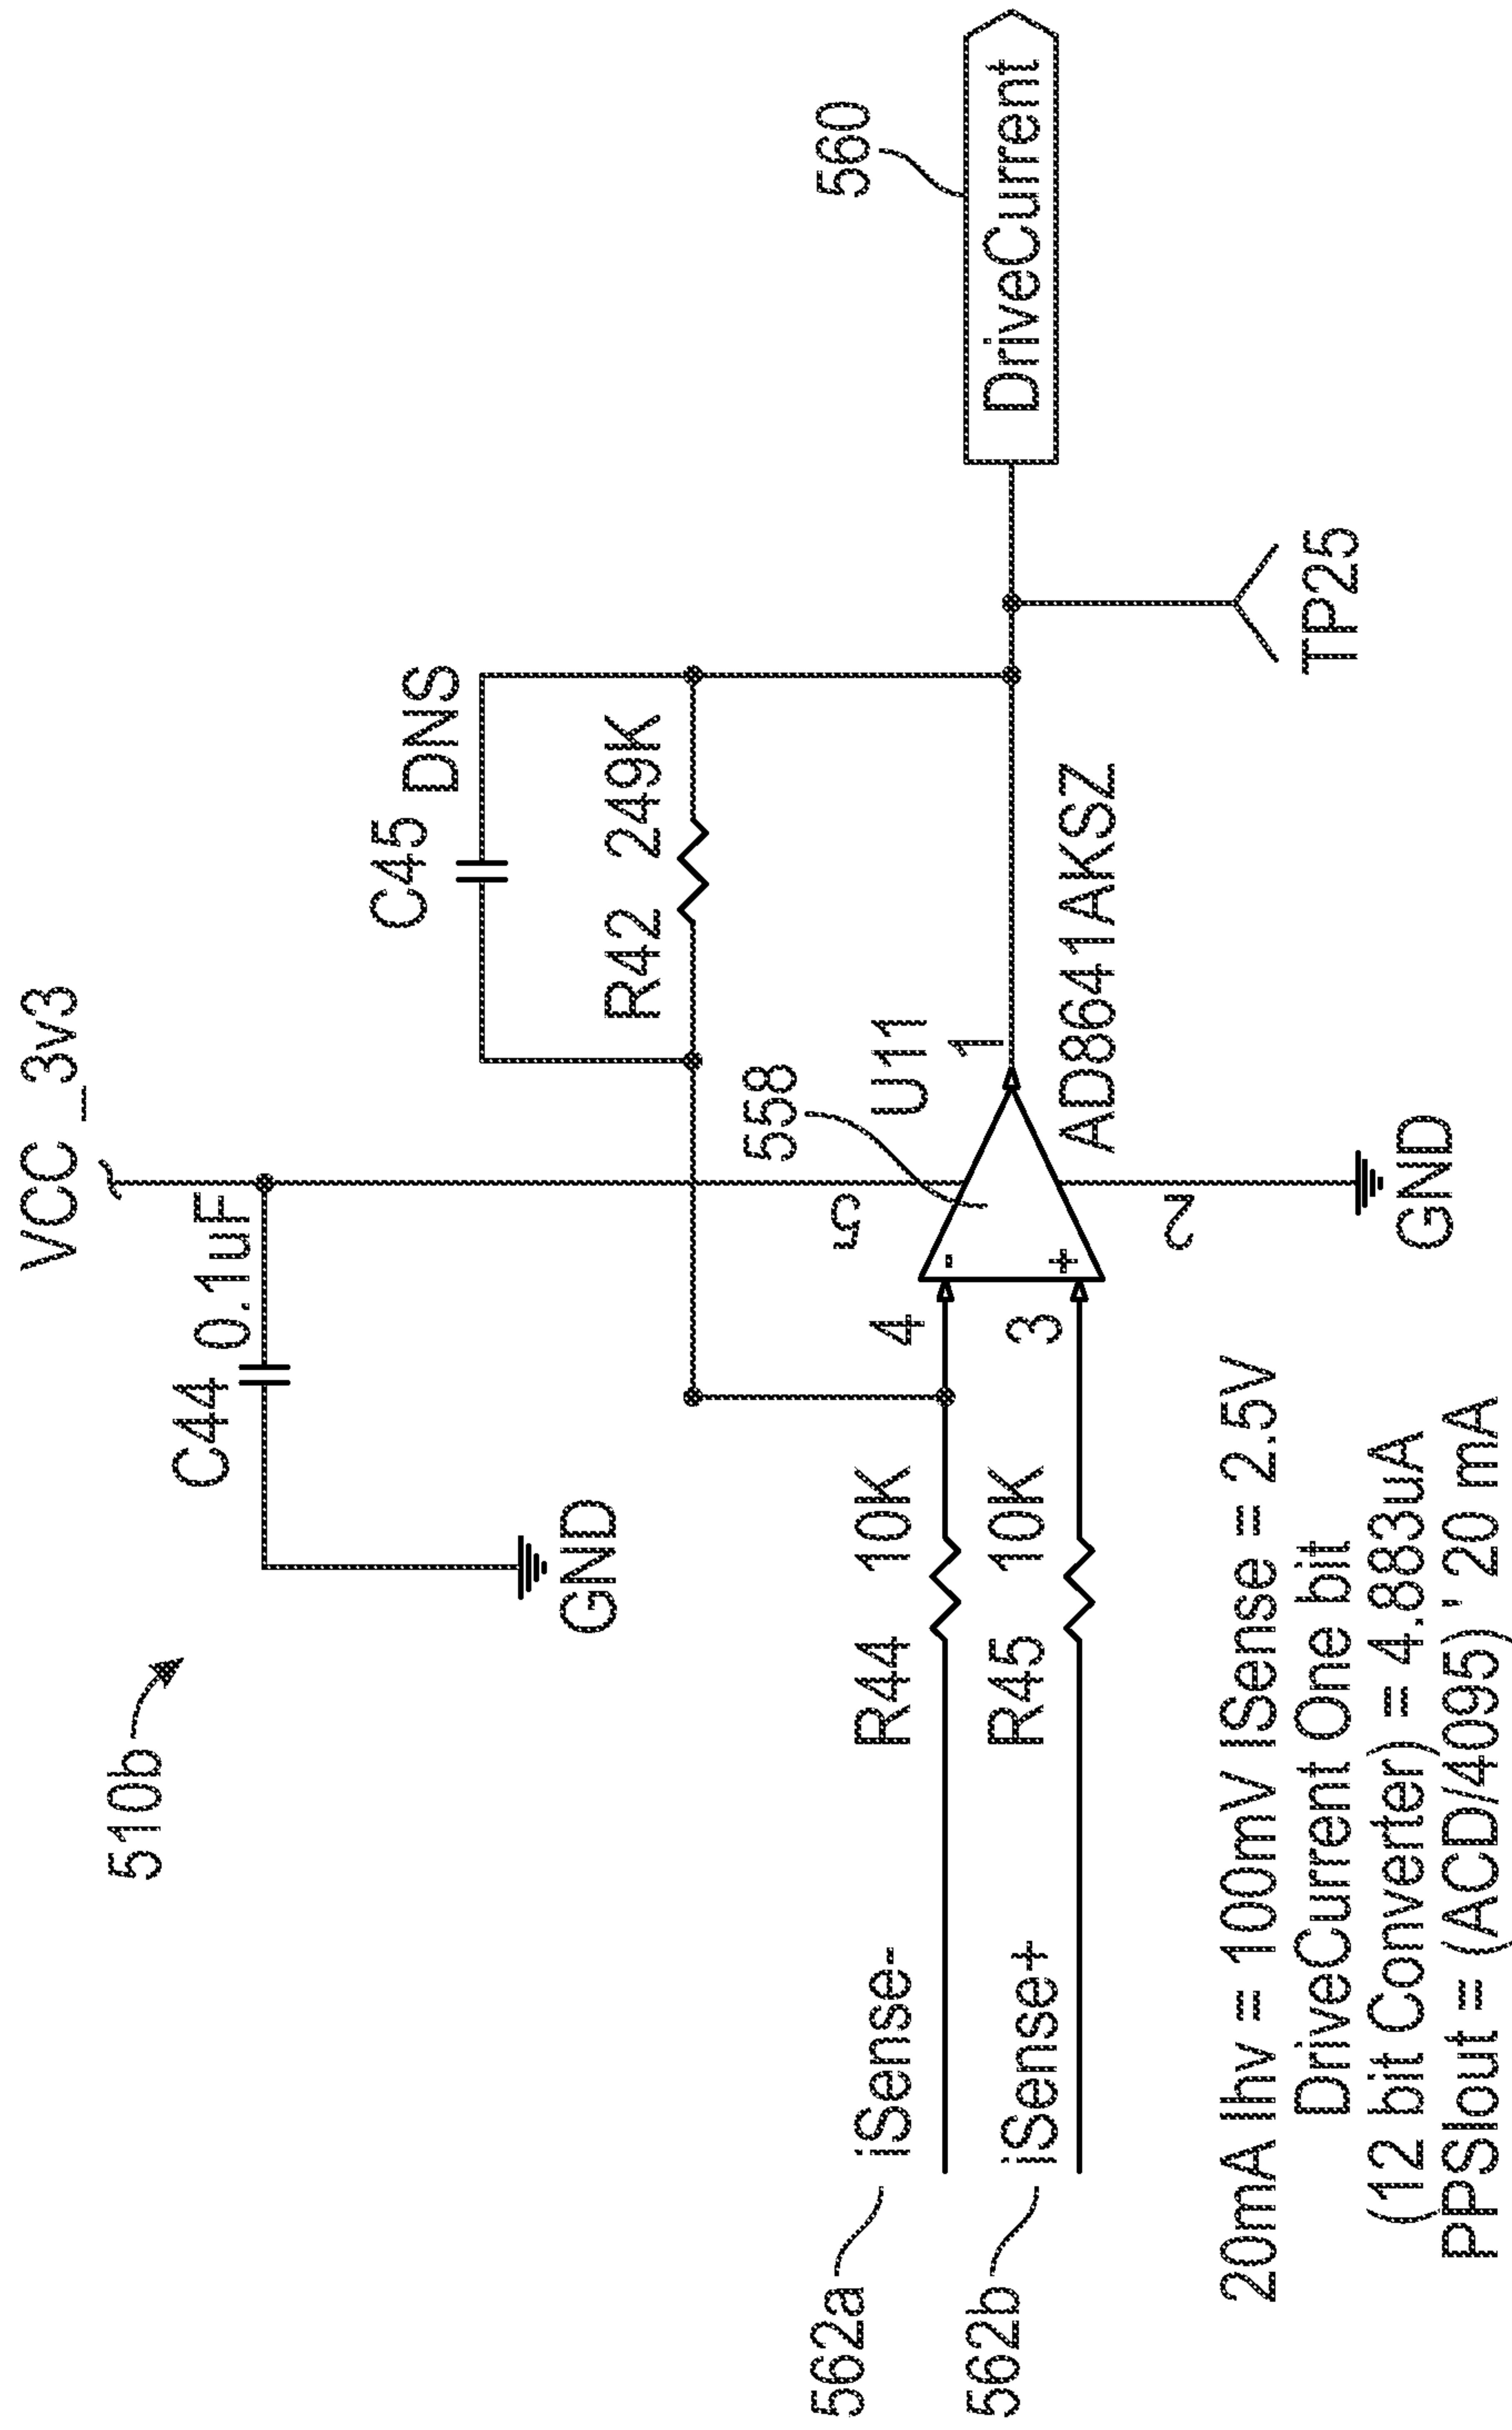 510b
VCC_3v3
C44 0.1uF
GND
C45 DNS
R42 249K
558
U11
5
4
1
3
2
AD8641AKSZ
GND
560
DriveCurrent
TP25
562a
iSense-
R44 10K
562b
iSense+
R45 10K
20mA Ihv = 100mV ISense = 2.5V
DriveCurrent One bit
(12 bit Converter) = 4.883uA
PPSIout = (ACD/4095) ' 20 mA